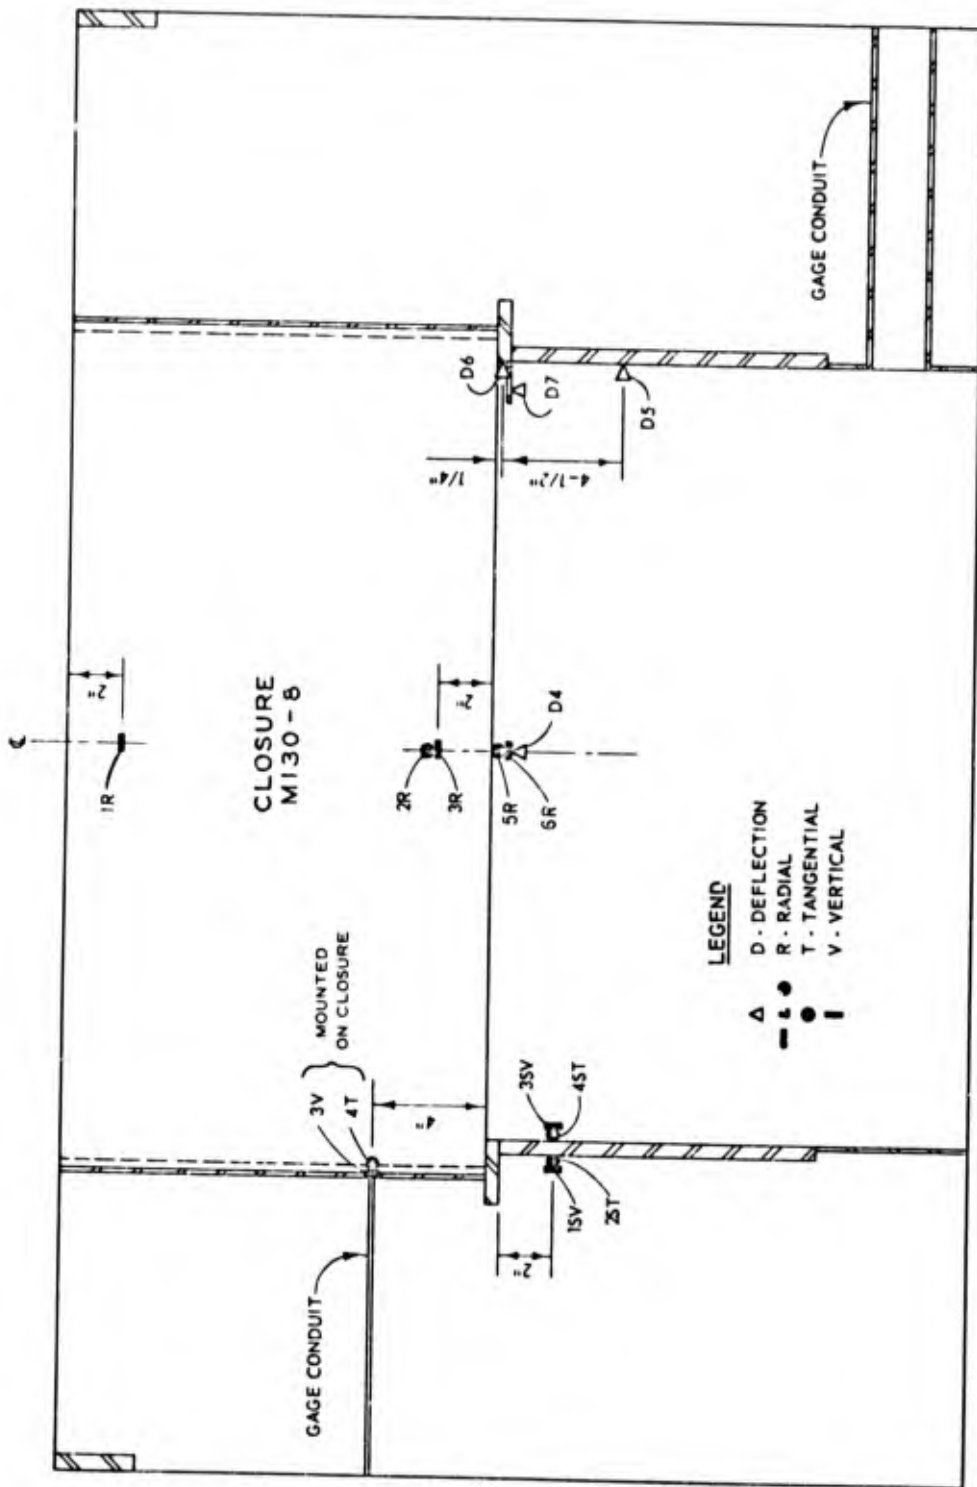 ℄
2"
1R
CLOSURE
M130-8
2R
3R
2"
5R
6R
D4
1/4"
4-1/2"
D6
D7
D5
GAGE CONDUIT
GAGE CONDUIT
MOUNTED
ON CLOSURE
3V
4T
4"
2"
1SV
2ST
3SV
4ST
LEGEND
D - DEFLECTION
& R - RADIAL
T - TANGENTIAL
V - VERTICAL